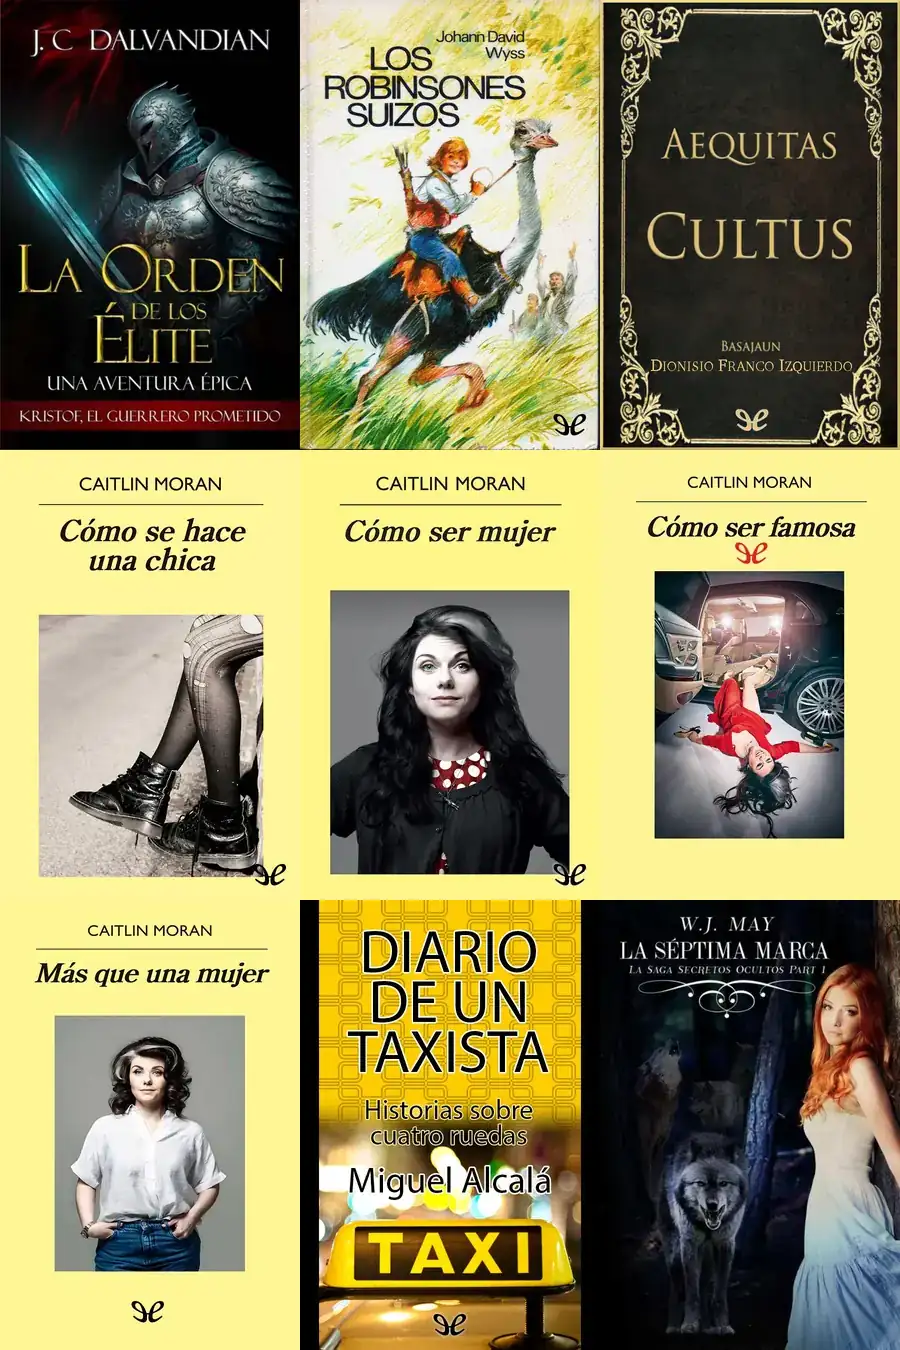 J. C DALVANDIAN
LA ORDEN
DE LOS
ÉLITE
UNA AVENTURA ÉPICA
KRISTOF, EL GUERRERO PROMETIDO
Johann David
Wyss
LOS
ROBINSONES
SUIZOS
AEQUITAS
CULTUS
BASAJAUN
DIONISIO FRANCO IZQUIERDO
CAITLIN MORAN
Cómo se hace
una chica
CAITLIN MORAN
Cómo ser mujer
CAITLIN MORAN
Cómo ser famosa
CAITLIN MORAN
Más que una mujer
DIARIO
DE UN
TAXISTA
Historias sobre
cuatro ruedas
Miguel Alcalá
TAXI
W.J. MAY
LA SÉPTIMA MARCA
LA SAGA SECRETOS OCULTOS PART 1